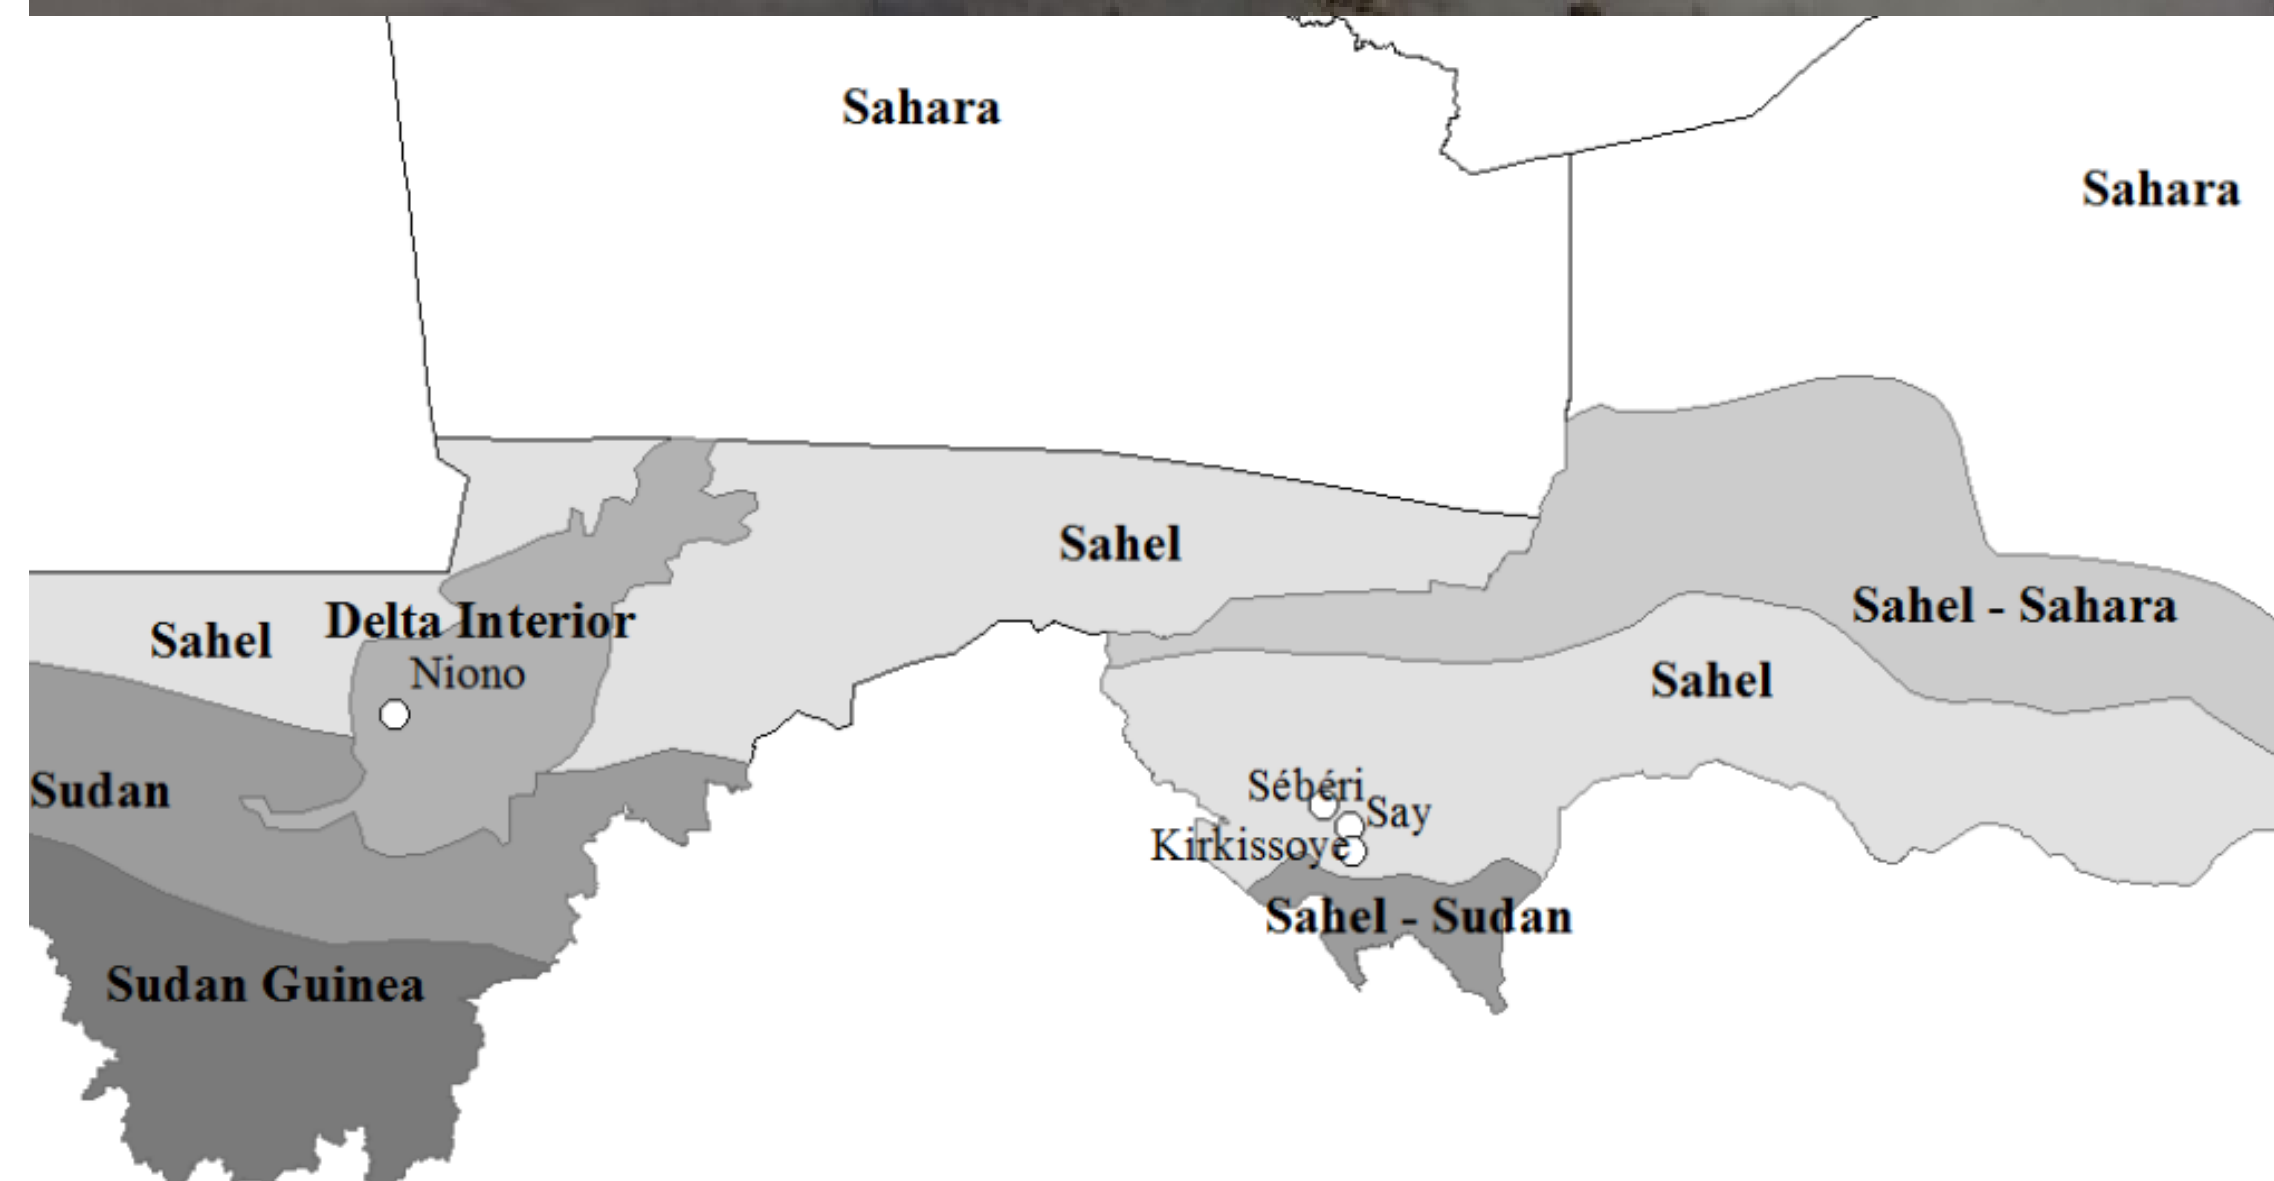 Sahara
Sahara
Sahel
Sahel - Sahara
Delta Interior
Sahel
Niono
Sahel
Sébéri
Sudan
Say
Kirkissoye
Sahel - Sudan
Sudan Guinea